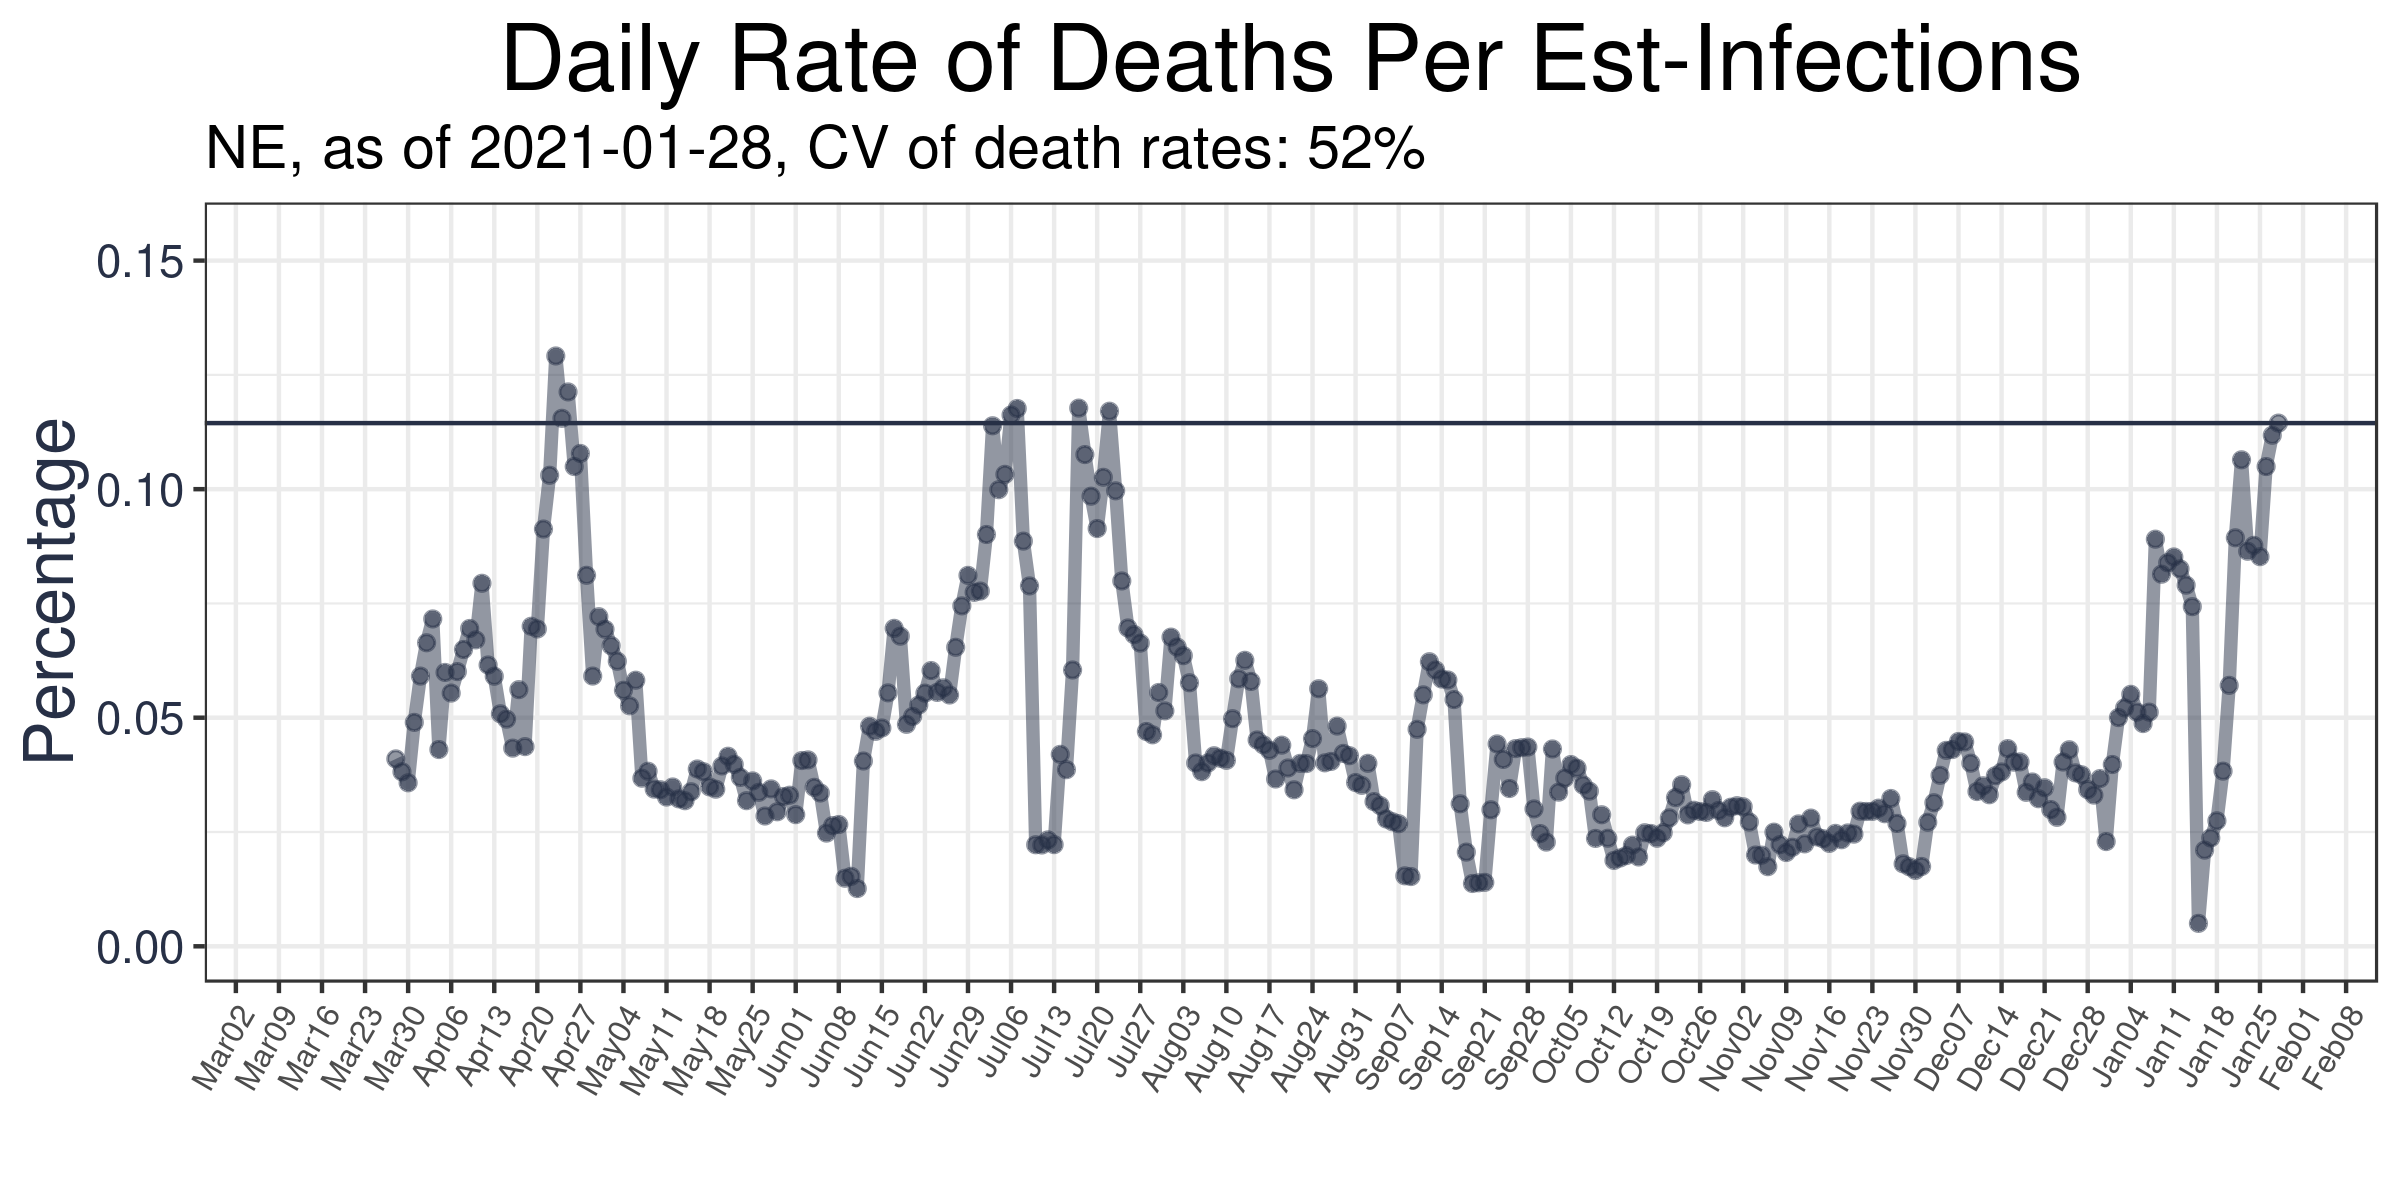 Daily Rate of Deaths Per Est-Infections
NE, as of 2021-01-28, CV of death rates: 52%
Percentage
0.15
0.10
0.05
0.00
Mar02
Mar09
Mar16
Mar23
Mar30
Apr06
Apr13
Apr20
Apr27
May04
May11
May18
May25
Jun01
Jun08
Jun15
Jun22
Jun29
Jul06
Jul13
Jul20
Jul27
Aug03
Aug10
Aug17
Aug24
Aug31
Sep07
Sep14
Sep21
Sep28
Oct05
Oct12
Oct19
Oct26
Nov02
Nov09
Nov16
Nov23
Nov30
Dec07
Dec14
Dec21
Dec28
Jan04
Jan11
Jan18
Jan25
Feb01
Feb08